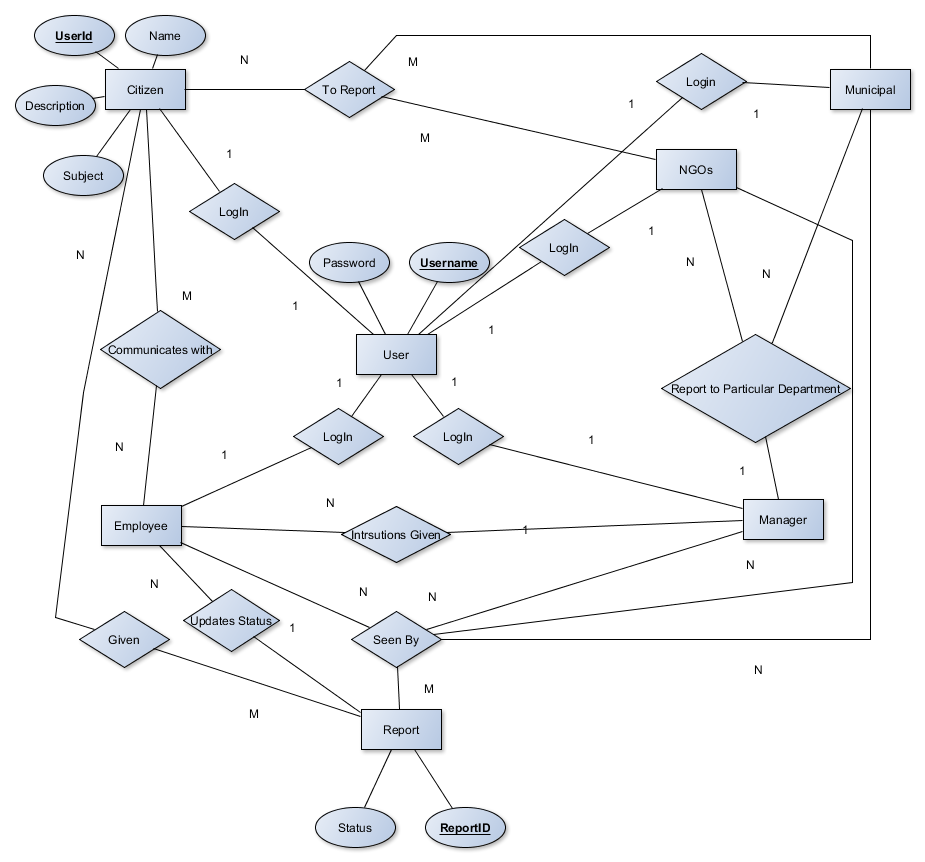 UserId
Name
N
M
Citizen
To Report
Login
Municipal
Description
1
1
M
1
NGOs
Subject
LogIn
1
LogIn
N
Password
Username
N
N
M
1
1
Communicates with
User
1
1
Report to Particular Department
LogIn
LogIn
1
N
1
1
N
Employee
Manager
Intrsutions Given
1
N
N
N
N
Updates Status
1
Given
Seen By
N
M
M
Report
Status
ReportID